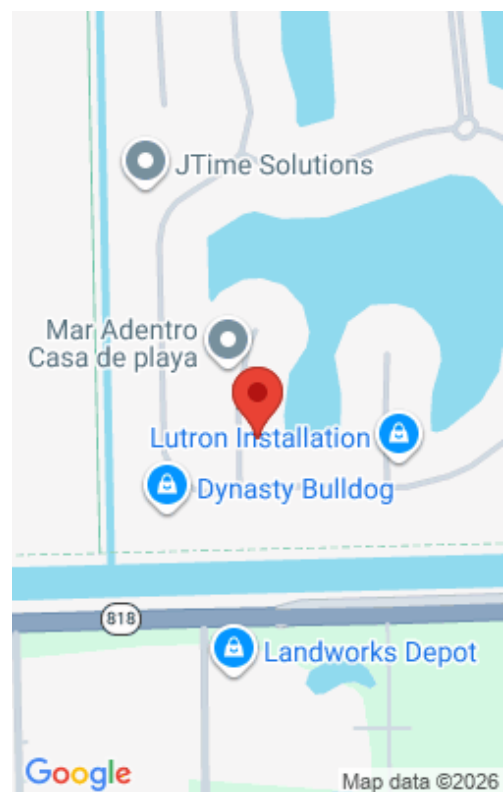 JTime Solutions
Mar Adentro
Casa de playa
Lutron Installation
Dynasty Bulldog
818
Landworks Depot
Google
Map data ©2026